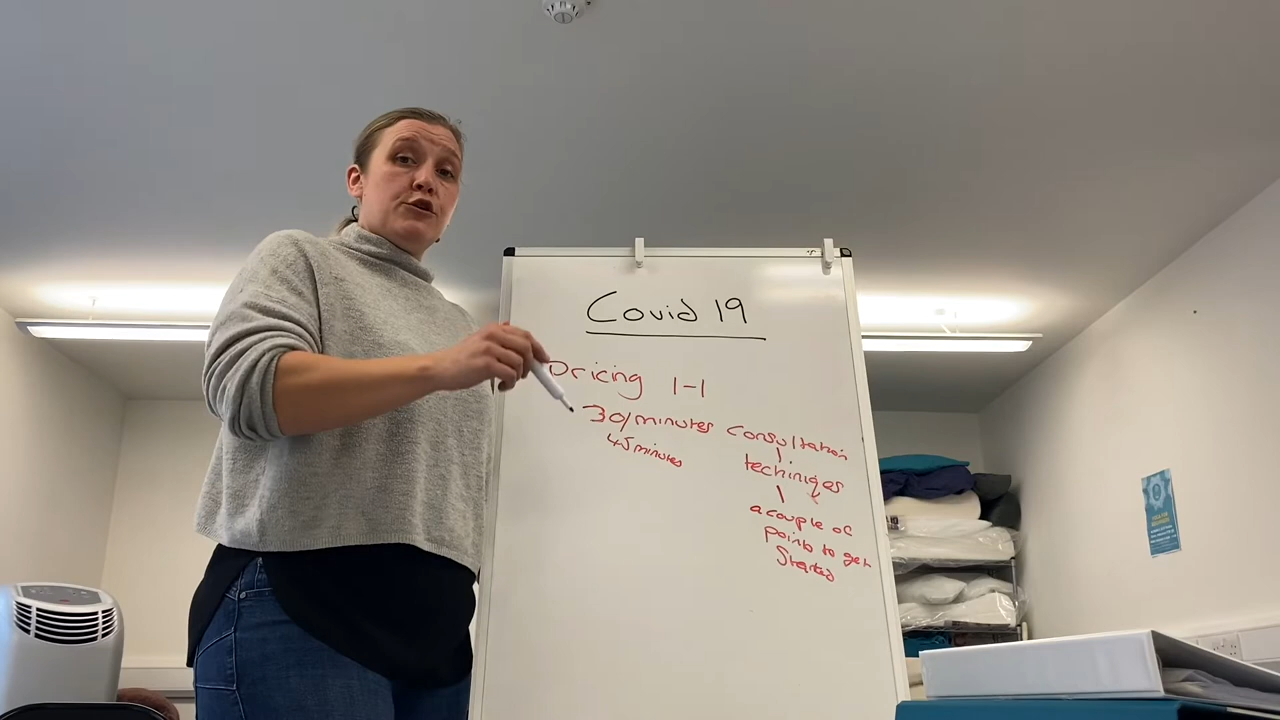 Covid 19
Pricing 1-1
30/minutes consultation
45 minutes
techniques
a couple of
points to get
Started